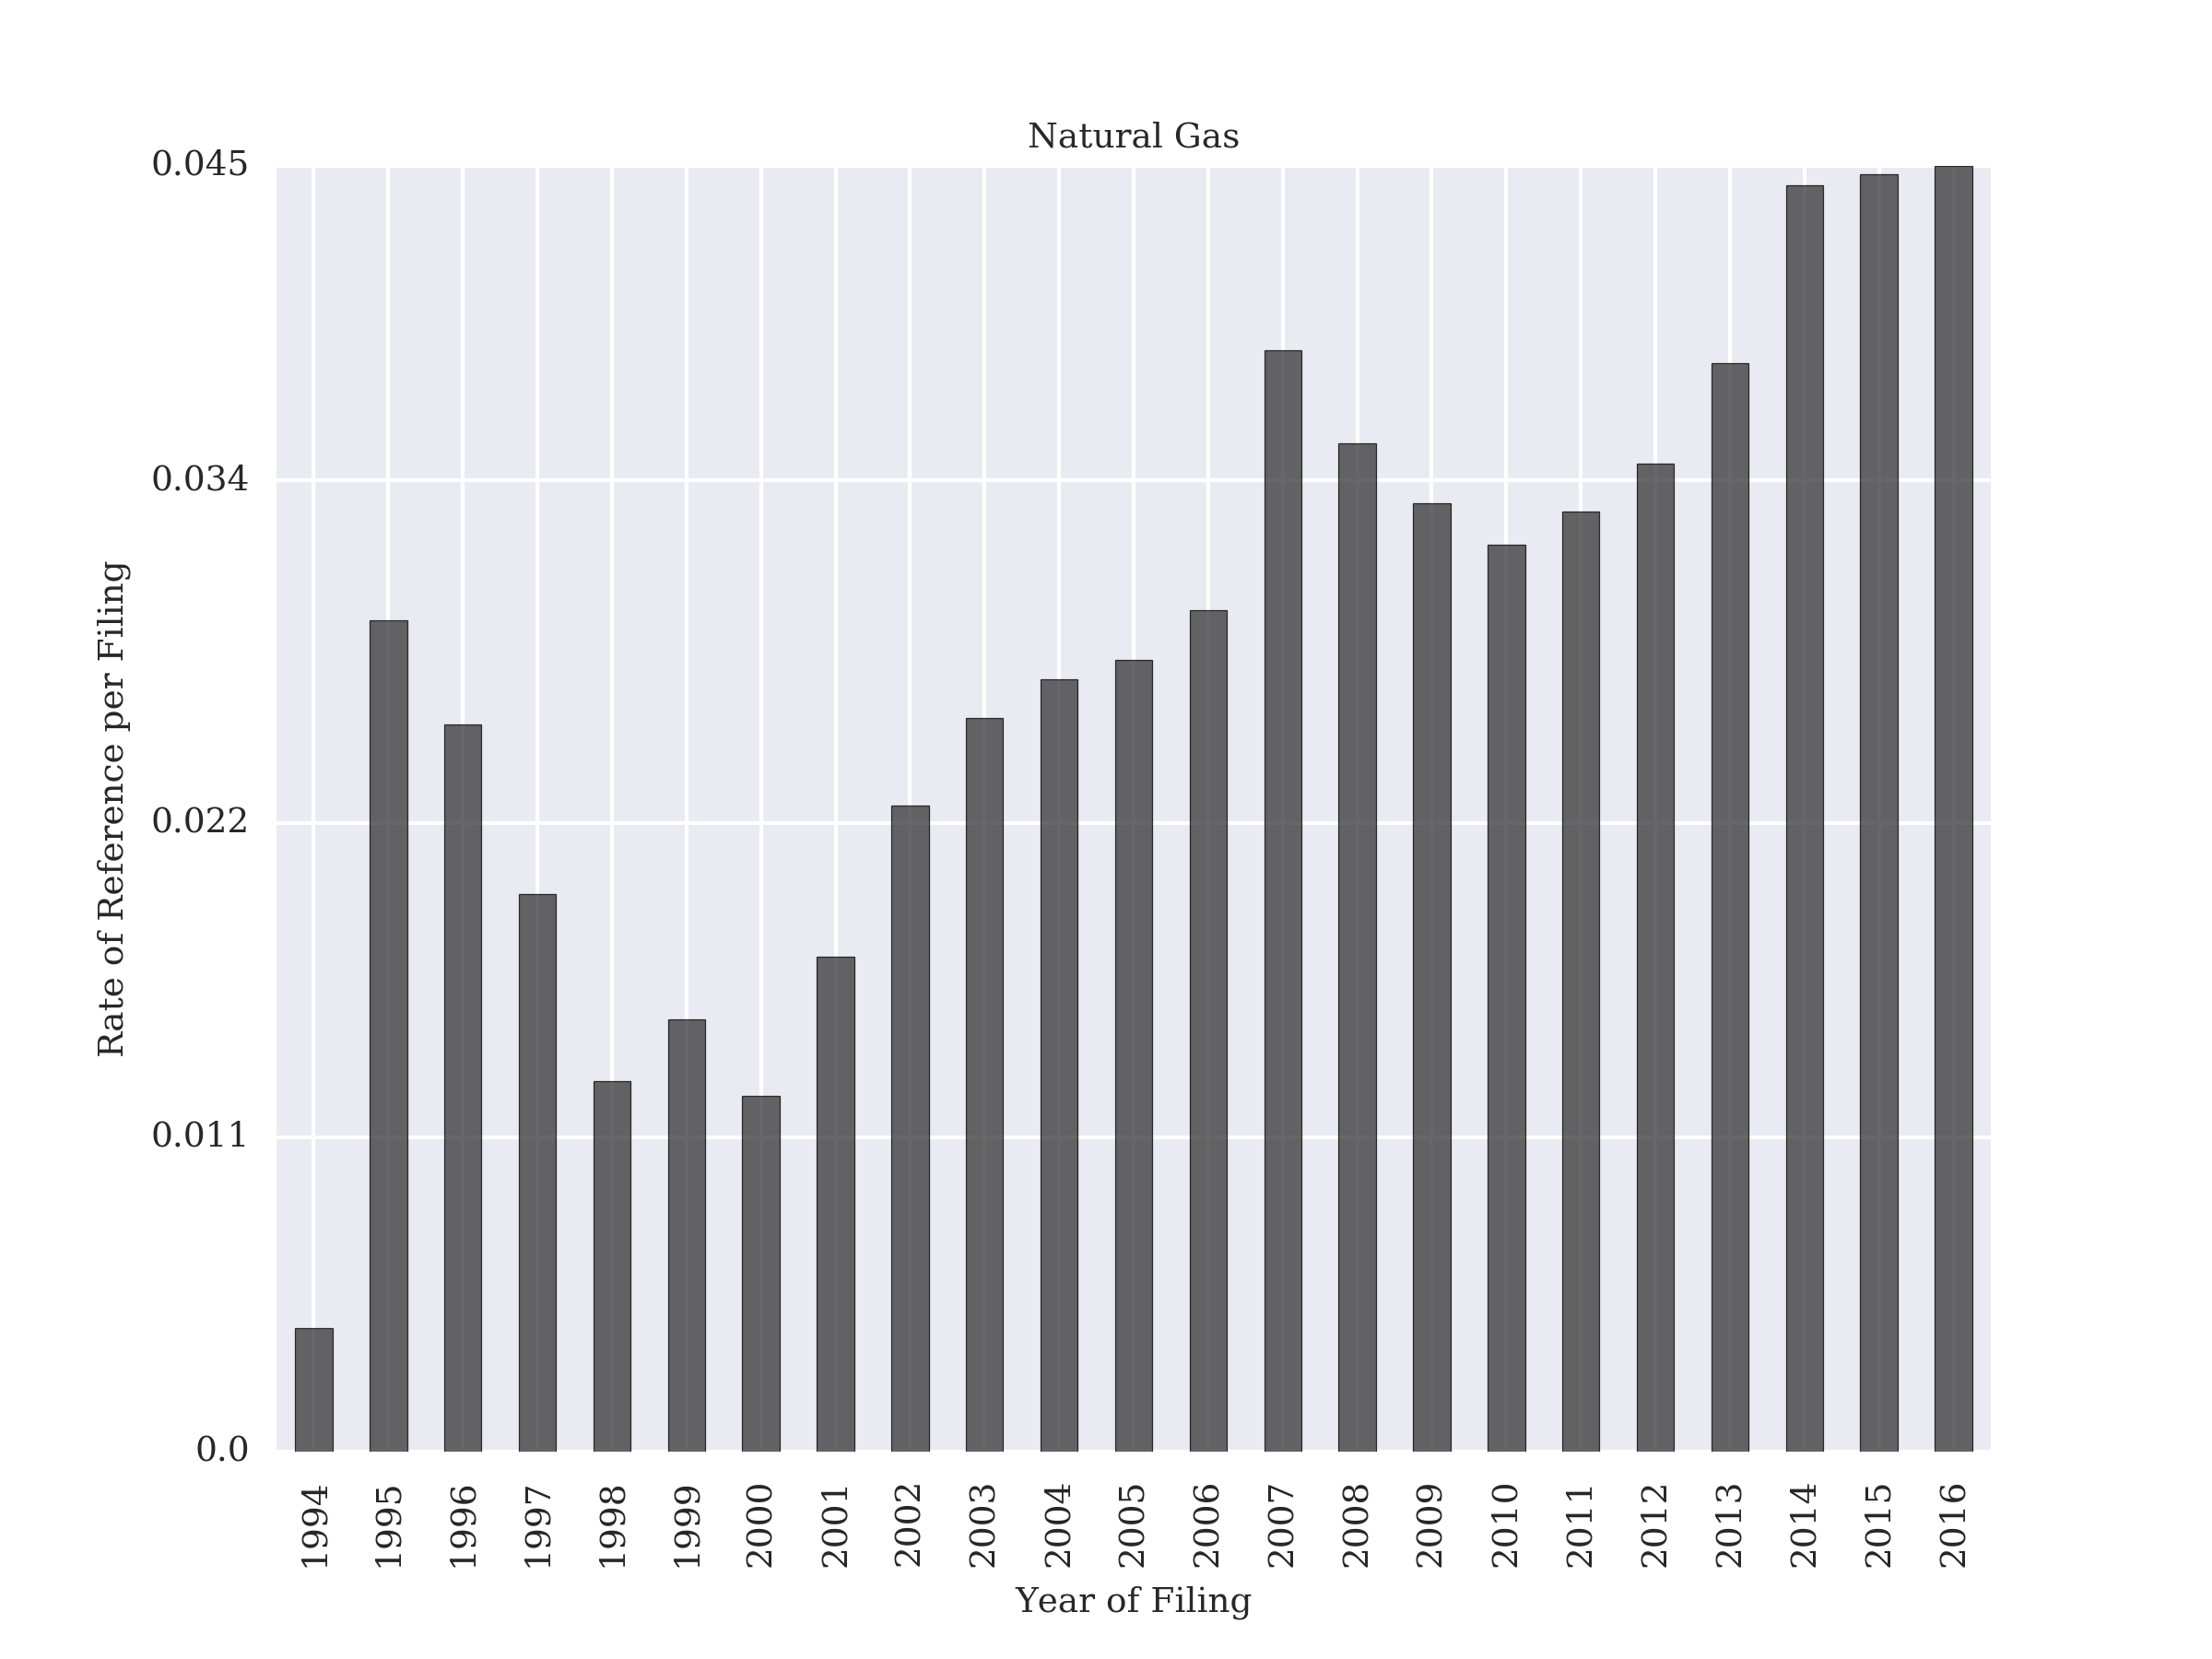 Natural Gas
0.045
0.034
0.022
0.011
0.0
Rate of Reference per Filing
1994 1995 1996 1997 1998 1999 2000 2001 2002 2003 2004 2005 2006 2007 2008 2009 2010 2011 2012 2013 2014 2015 2016
Year of Filing